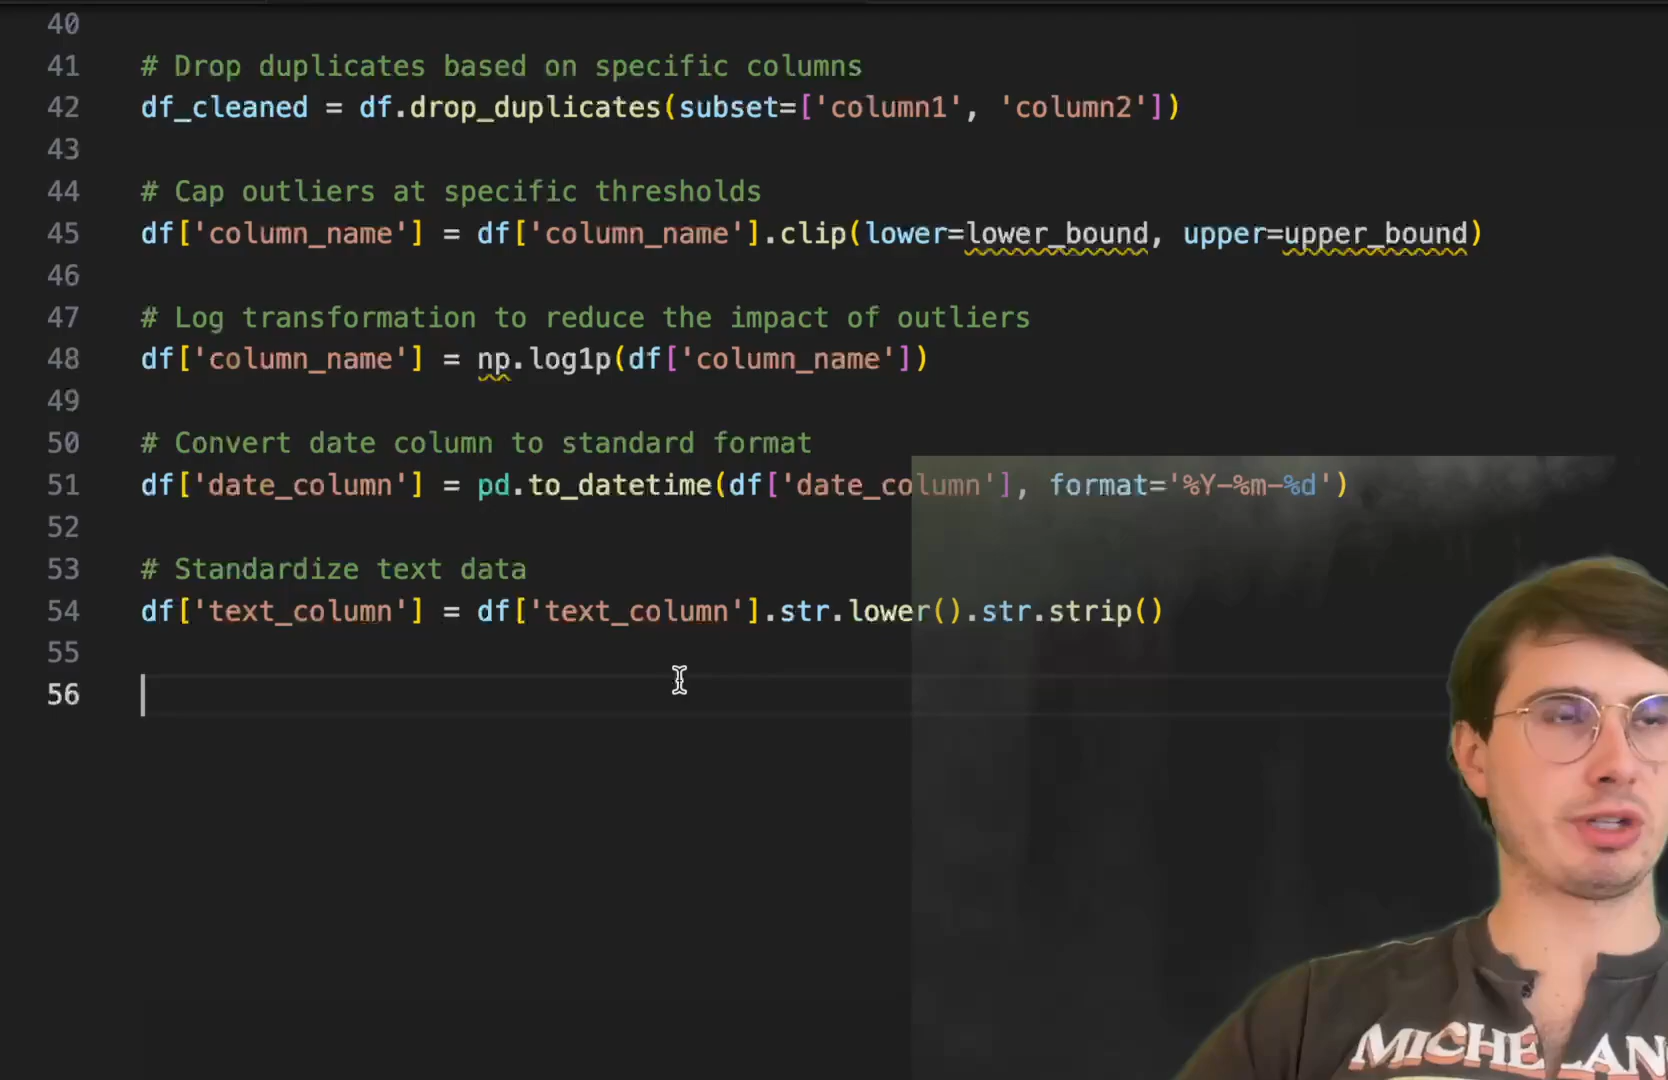 40
41 # Drop duplicates based on specific columns
42 df_cleaned = df.drop_duplicates(subset=['column1', 'column2'])
43
44 # Cap outliers at specific thresholds
45 df['column_name'] = df['column_name'].clip(lower=lower_bound, upper=upper_bound)
46
47 # Log transformation to reduce the impact of outliers
48 df['column_name'] = np.log1p(df['column_name'])
49
50 # Convert date column to standard format
51 df['date_column'] = pd.to_datetime(df['date_column'], format='%Y-%m-%d')
52
53 # Standardize text data
54 df['text_column'] = df['text_column'].str.lower().str.strip()
55
56